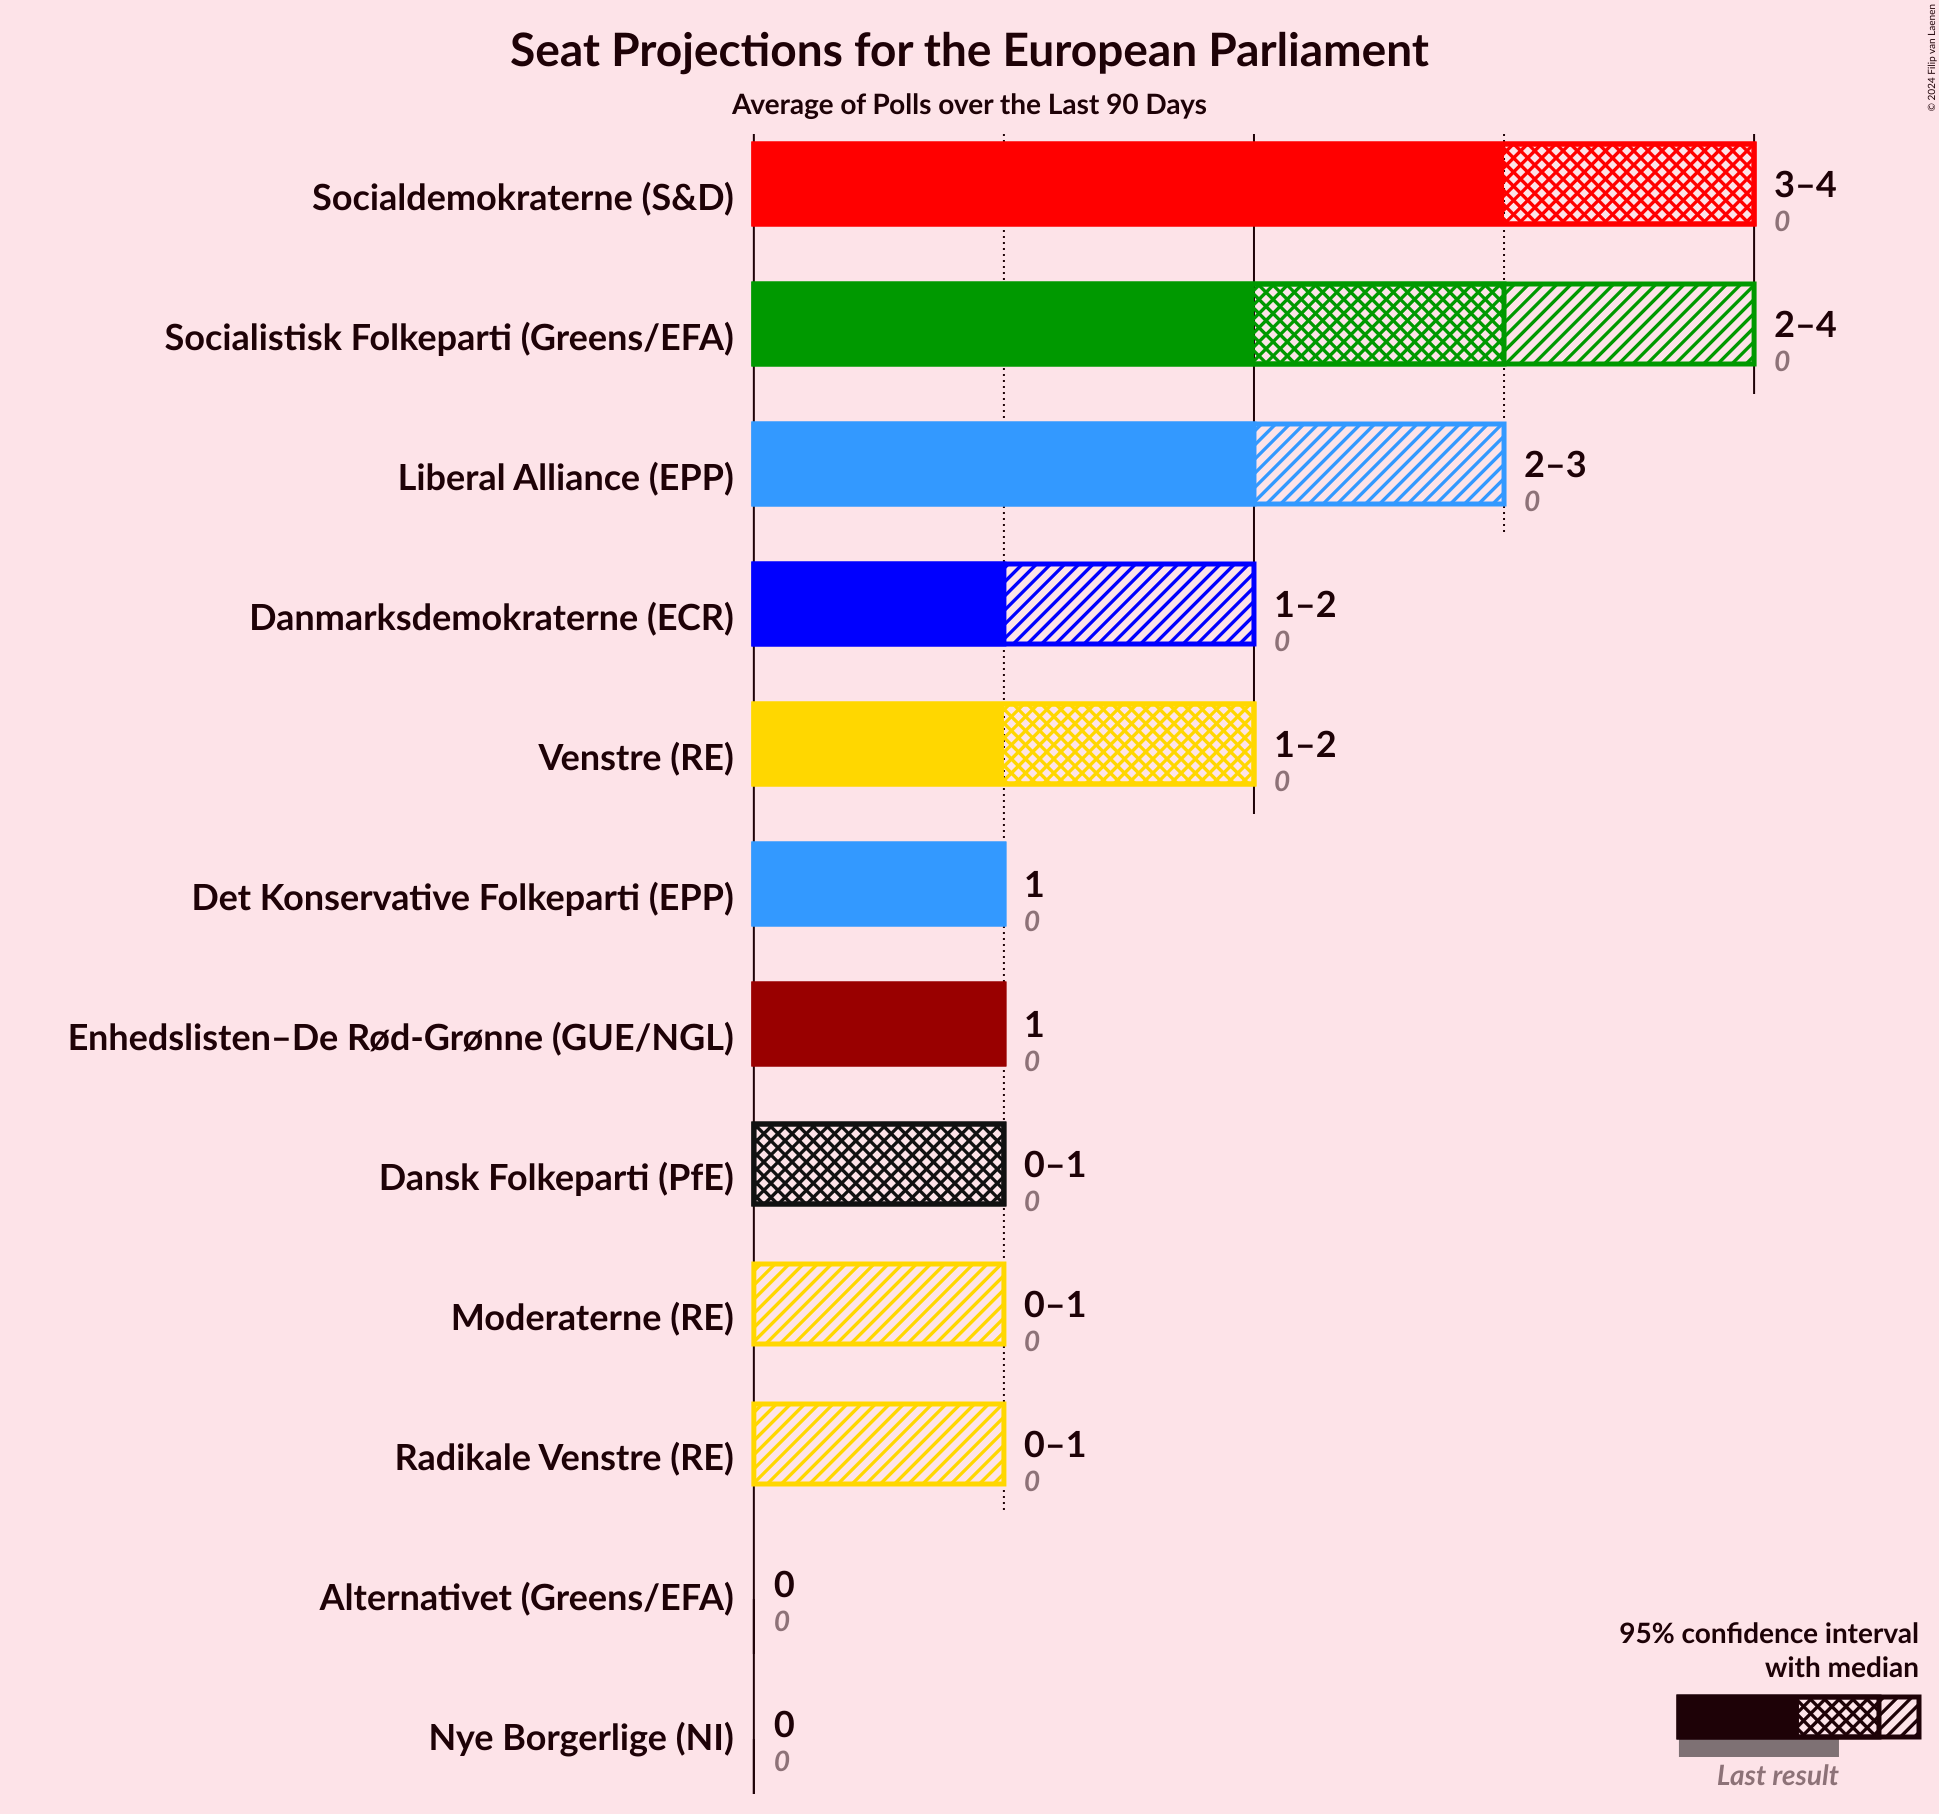 Seat Projections for the European Parliament
Average of Polls over the Last 90 Days
© 2024 Filip van Laenen
Socialdemokraterne (S&D)
3–4
0
Socialistisk Folkeparti (Greens/EFA)
2–4
0
Liberal Alliance (EPP)
2–3
0
Danmarksdemokraterne (ECR)
1–2
0
Venstre (RE)
1–2
0
Det Konservative Folkeparti (EPP)
1
0
Enhedslisten–De Rød-Grønne (GUE/NGL)
1
0
Dansk Folkeparti (PfE)
0–1
0
Moderaterne (RE)
0–1
0
Radikale Venstre (RE)
0–1
0
Alternativet (Greens/EFA)
0
0
Nye Borgerlige (NI)
0
0
95% confidence interval
with median
Last result